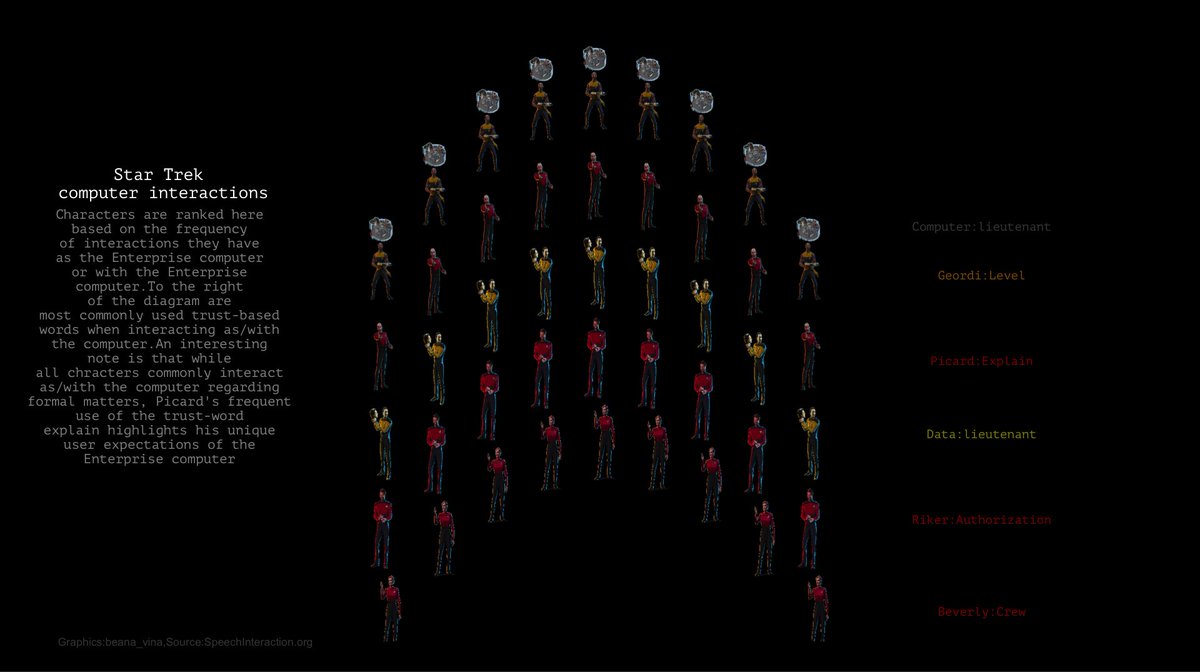 Star Trek
computer interactions
Characters are ranked here
based on the frequency
of interactions they have
as the Enterprise computer
or with the Enterprise
computer.To the right
of the diagram are
most commonly used trust-based
words when interacting as/with
the computer.An interesting
note is that while
all chracters commonly interact
as/with the computer regarding
formal matters, Picard's frequent
use of the trust-word
explain highlights his unique
user expectations of the
Enterprise computer
Computer:lieutenant
Geordi:Level
Picard:Explain
Data:lieutenant
Riker:Authorization
Beverly:Crew
Graphics:beana_vina,Source:SpeechInteraction.org